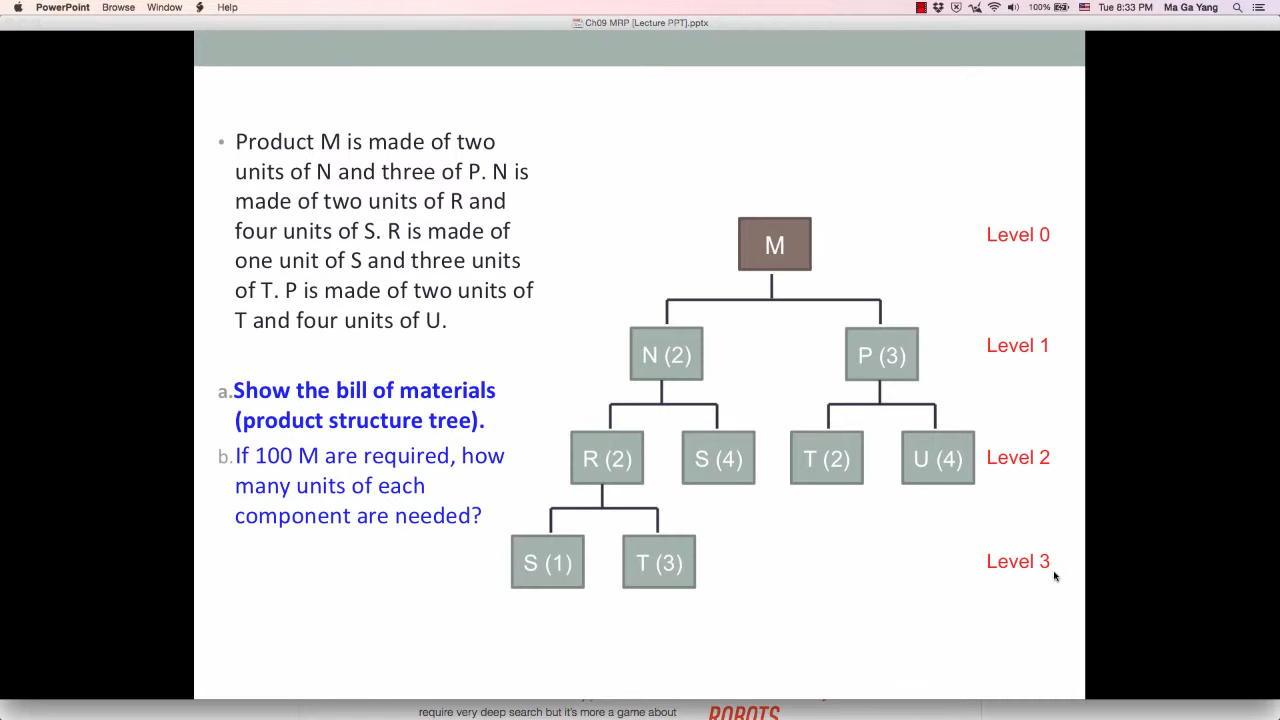 PowerPoint Browse Window Help 100% Tue 8:33 PM Ma Ga Yang
Ch09 MRP [Lecture PPT].pptx
• Product M is made of two
units of N and three of P. N is
made of two units of R and
four units of S. R is made of
one unit of S and three units
of T. P is made of two units of
T and four units of U.
a.Show the bill of materials
(product structure tree).
b.If 100 M are required, how
many units of each
component are needed?
M
Level 0
N (2)
P (3)
Level 1
R (2)
S (4)
T (2)
U (4)
Level 2
S (1)
T (3)
Level 3
require very deep search but it's more a game about
ROBOTS